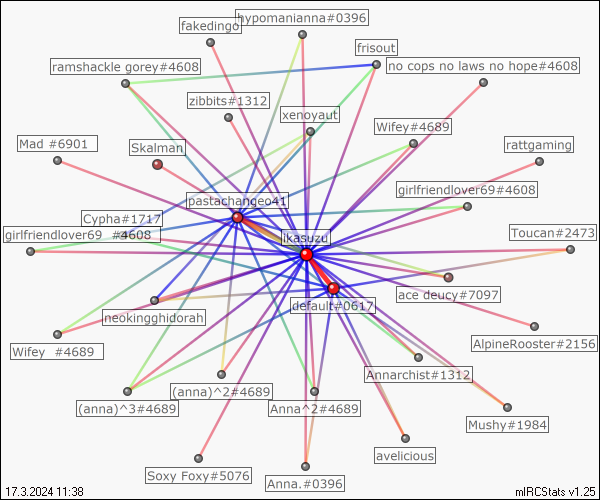 hypomanianna#0396
fakedingo
frisout
ramshackle gorey#4608
no cops no laws no hope#4608
zibbits#1312
xenoyaut
Wifey#4689
Mad #6901
Skalman
rattgaming
girlfriendlover69#4608
pastachangeo41
Cypha#1717
girlfriendlover69 #4608
ikasuzu
Toucan#2473
ace deucy#7097
default#0617
neokingghidorah
AlpineRooster#2156
Wifey #4689
Annarchist#1312
(anna)^2#4689
(anna)^3#4689
Anna^2#4689
Mushy#1984
avelicious
Soxy Foxy#5076
Anna.#0396
17.3.2024 11:38
mIRCStats v1.25